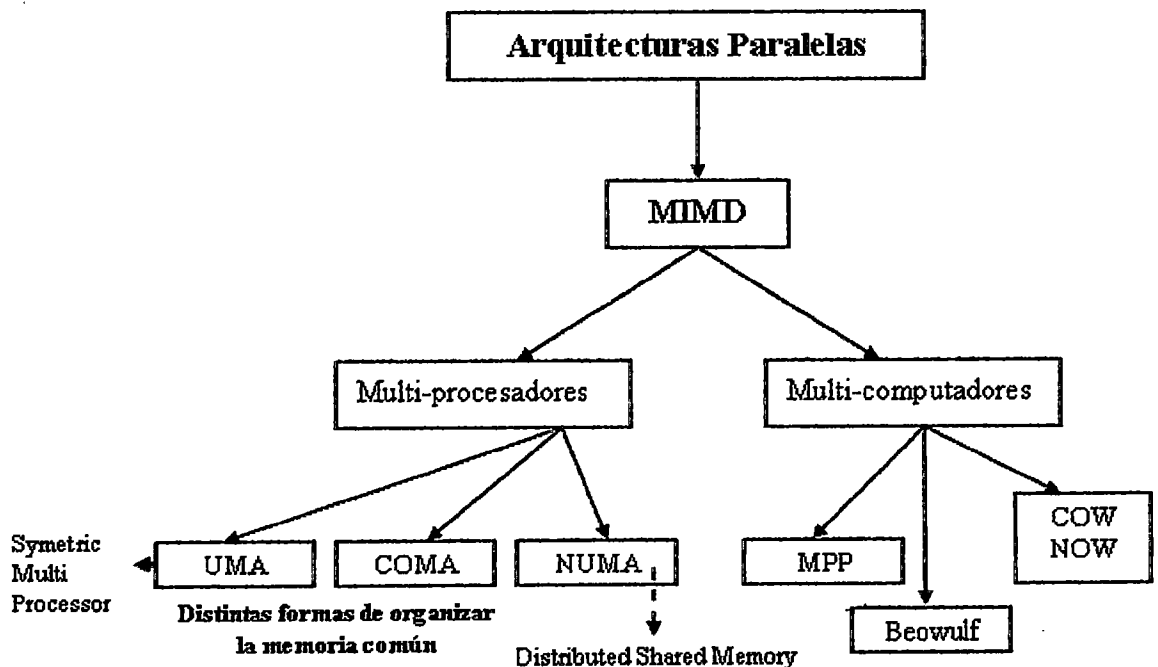 Arquitecturas Paralelas
MIMD
Multi-procesadores
Multi-computadores
Symetric
Multi
Processor
UMA
COMA
NUMA
MPP
COW
NOW
Distintas formas de organizar
la memoria común
Beowulf
Distributed Shared Memory